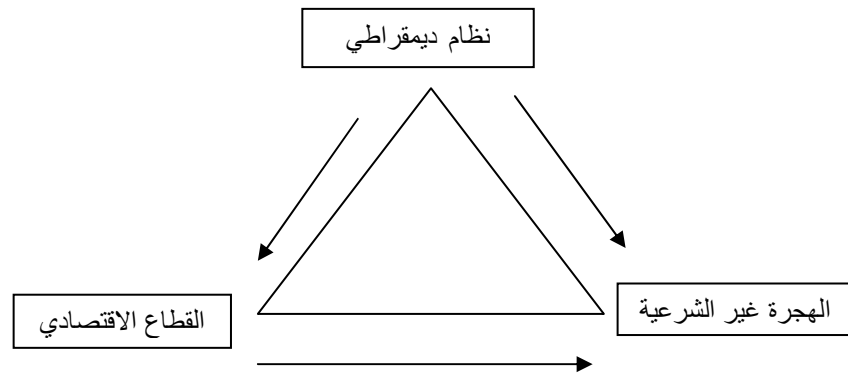 نظام ديمقراطي
الهجرة غير الشرعية
القطاع الاقتصادي